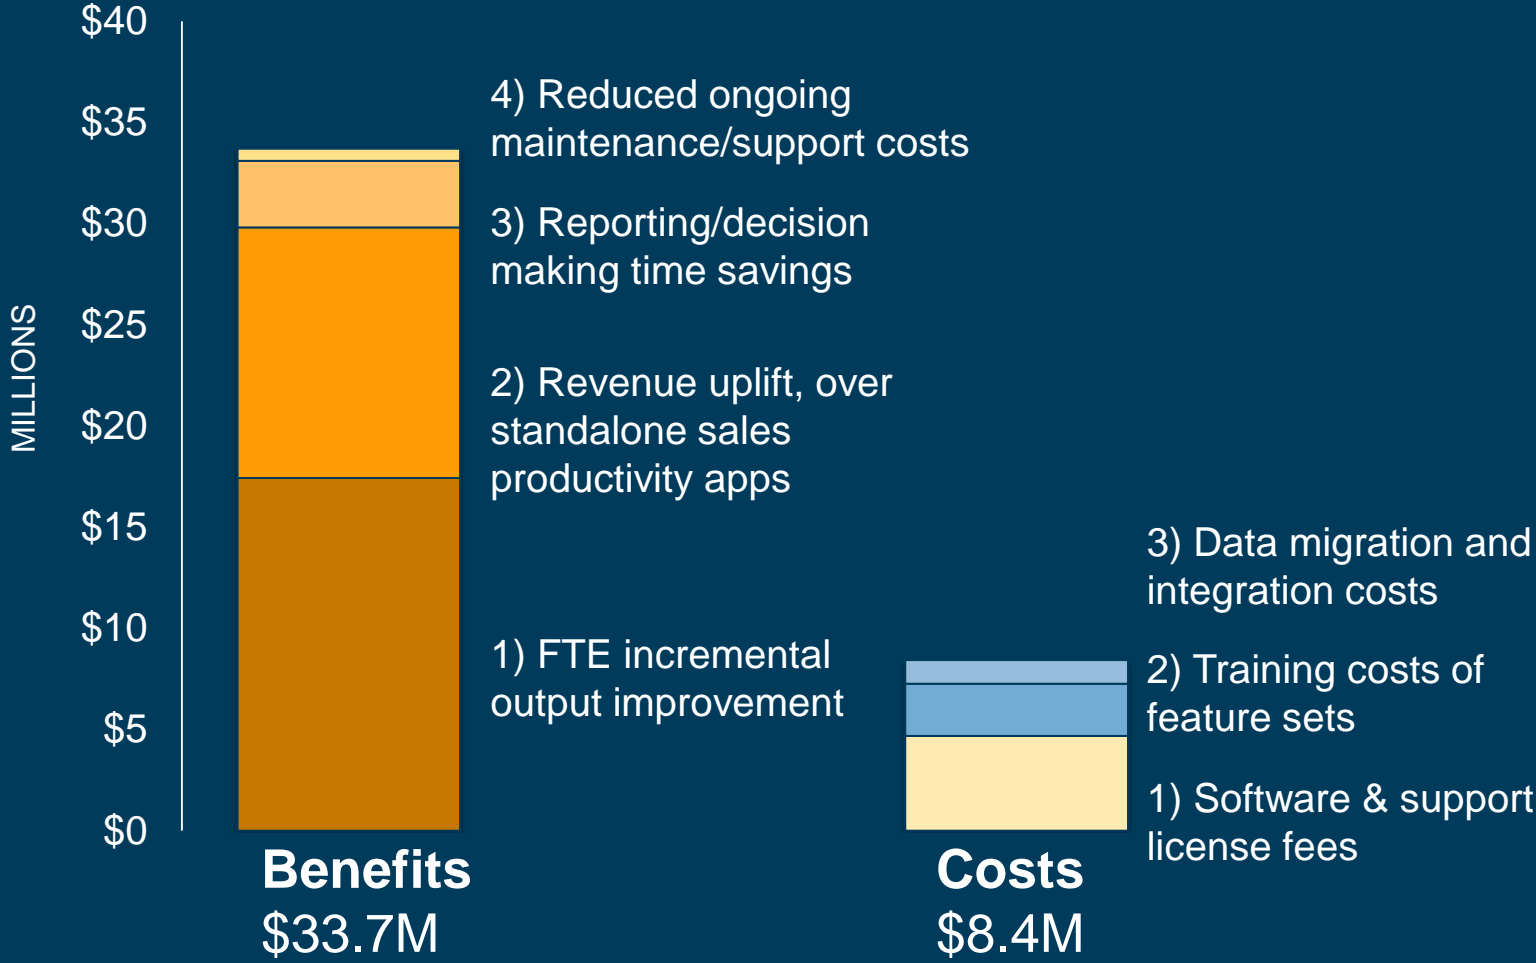 $40
$35
$30
$25
$20
$15
$10
$5
$0
MILLIONS
4) Reduced ongoing
maintenance/support costs
3) Reporting/decision
making time savings
2) Revenue uplift, over
standalone sales
productivity apps
1) FTE incremental
output improvement
Benefits
$33.7M
3) Data migration and
integration costs
2) Training costs of
feature sets
1) Software & support
license fees
Costs
$8.4M